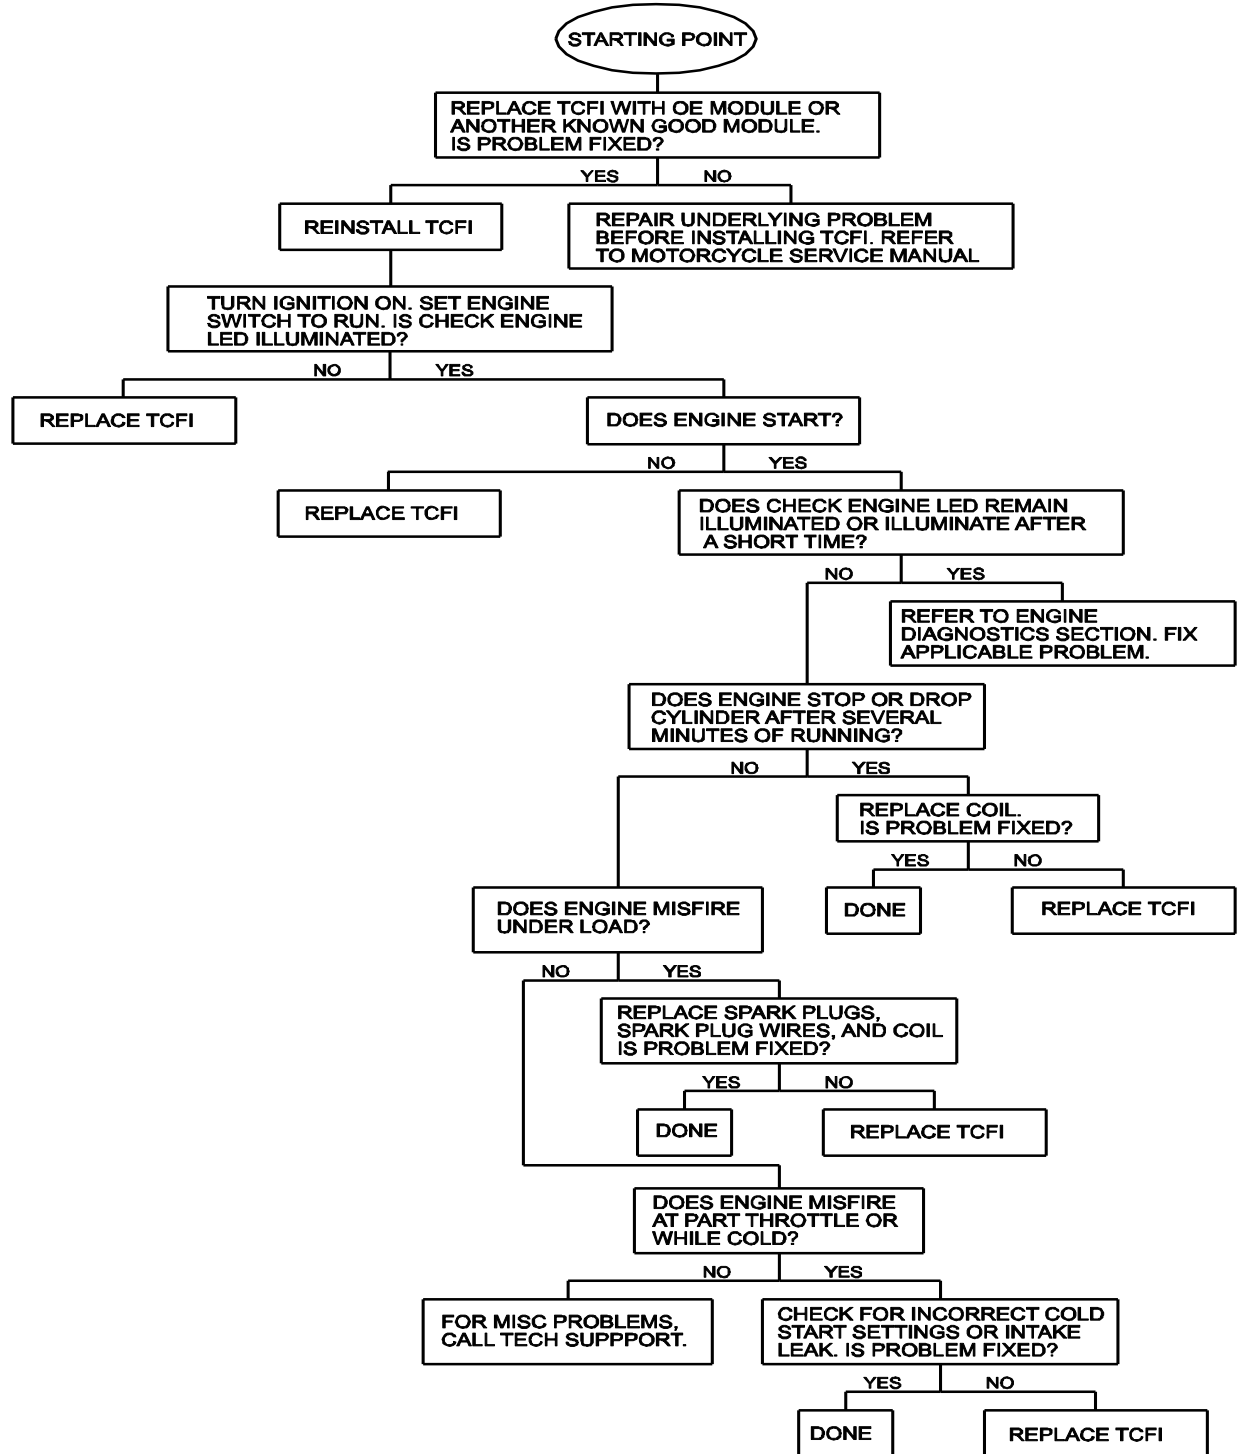 STARTING POINT
REPLACE TCFI WITH OE MODULE OR
ANOTHER KNOWN GOOD MODULE.
IS PROBLEM FIXED?
YES
NO
REINSTALL TCFI
REPAIR UNDERLYING PROBLEM
BEFORE INSTALLING TCFI. REFER
TO MOTORCYCLE SERVICE MANUAL
TURN IGNITION ON. SET ENGINE
SWITCH TO RUN. IS CHECK ENGINE
LED ILLUMINATED?
NO
YES
REPLACE TCFI
DOES ENGINE START?
NO
YES
REPLACE TCFI
DOES CHECK ENGINE LED REMAIN
ILLUMINATED OR ILLUMINATE AFTER
A SHORT TIME?
NO
YES
REFER TO ENGINE
DIAGNOSTICS SECTION. FIX
APPLICABLE PROBLEM.
DOES ENGINE STOP OR DROP
CYLINDER AFTER SEVERAL
MINUTES OF RUNNING?
NO
YES
REPLACE COIL.
IS PROBLEM FIXED?
YES
NO
DONE
REPLACE TCFI
DOES ENGINE MISFIRE
UNDER LOAD?
NO
YES
REPLACE SPARK PLUGS,
SPARK PLUG WIRES, AND COIL
IS PROBLEM FIXED?
YES
NO
DONE
REPLACE TCFI
DOES ENGINE MISFIRE
AT PART THROTTLE OR
WHILE COLD?
NO
YES
FOR MISC PROBLEMS,
CALL TECH SUPPPORT.
CHECK FOR INCORRECT COLD
START SETTINGS OR INTAKE
LEAK. IS PROBLEM FIXED?
YES
NO
DONE
REPLACE TCFI